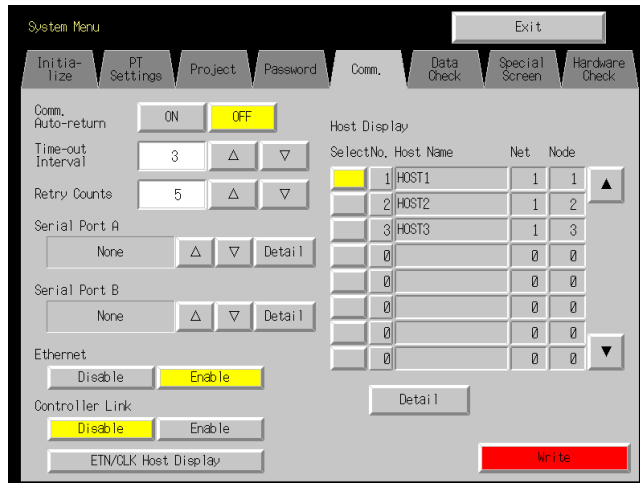 System Menu
Exit
Initia-
lize
PT
Settings
Project
Password
Comm.
Data
Check
Special
Screen
Hardware
Check
Comm.
Auto-return
ON
OFF
Time-out
Interval
3
△
▽
Retry Counts
5
△
▽
Serial Port A
None
△
▽
Detail
Serial Port B
None
△
▽
Detail
Ethernet
Disable
Enable
Controller Link
Disable
Enable
ETN/CLK Host Display
Host Display
Select No. Host Name Net Node
1 HOST1 1 1
2 HOST2 1 2
3 HOST3 1 3
0 0 0
0 0 0
0 0 0
0 0 0
0 0 0
▲
▼
Detail
Write